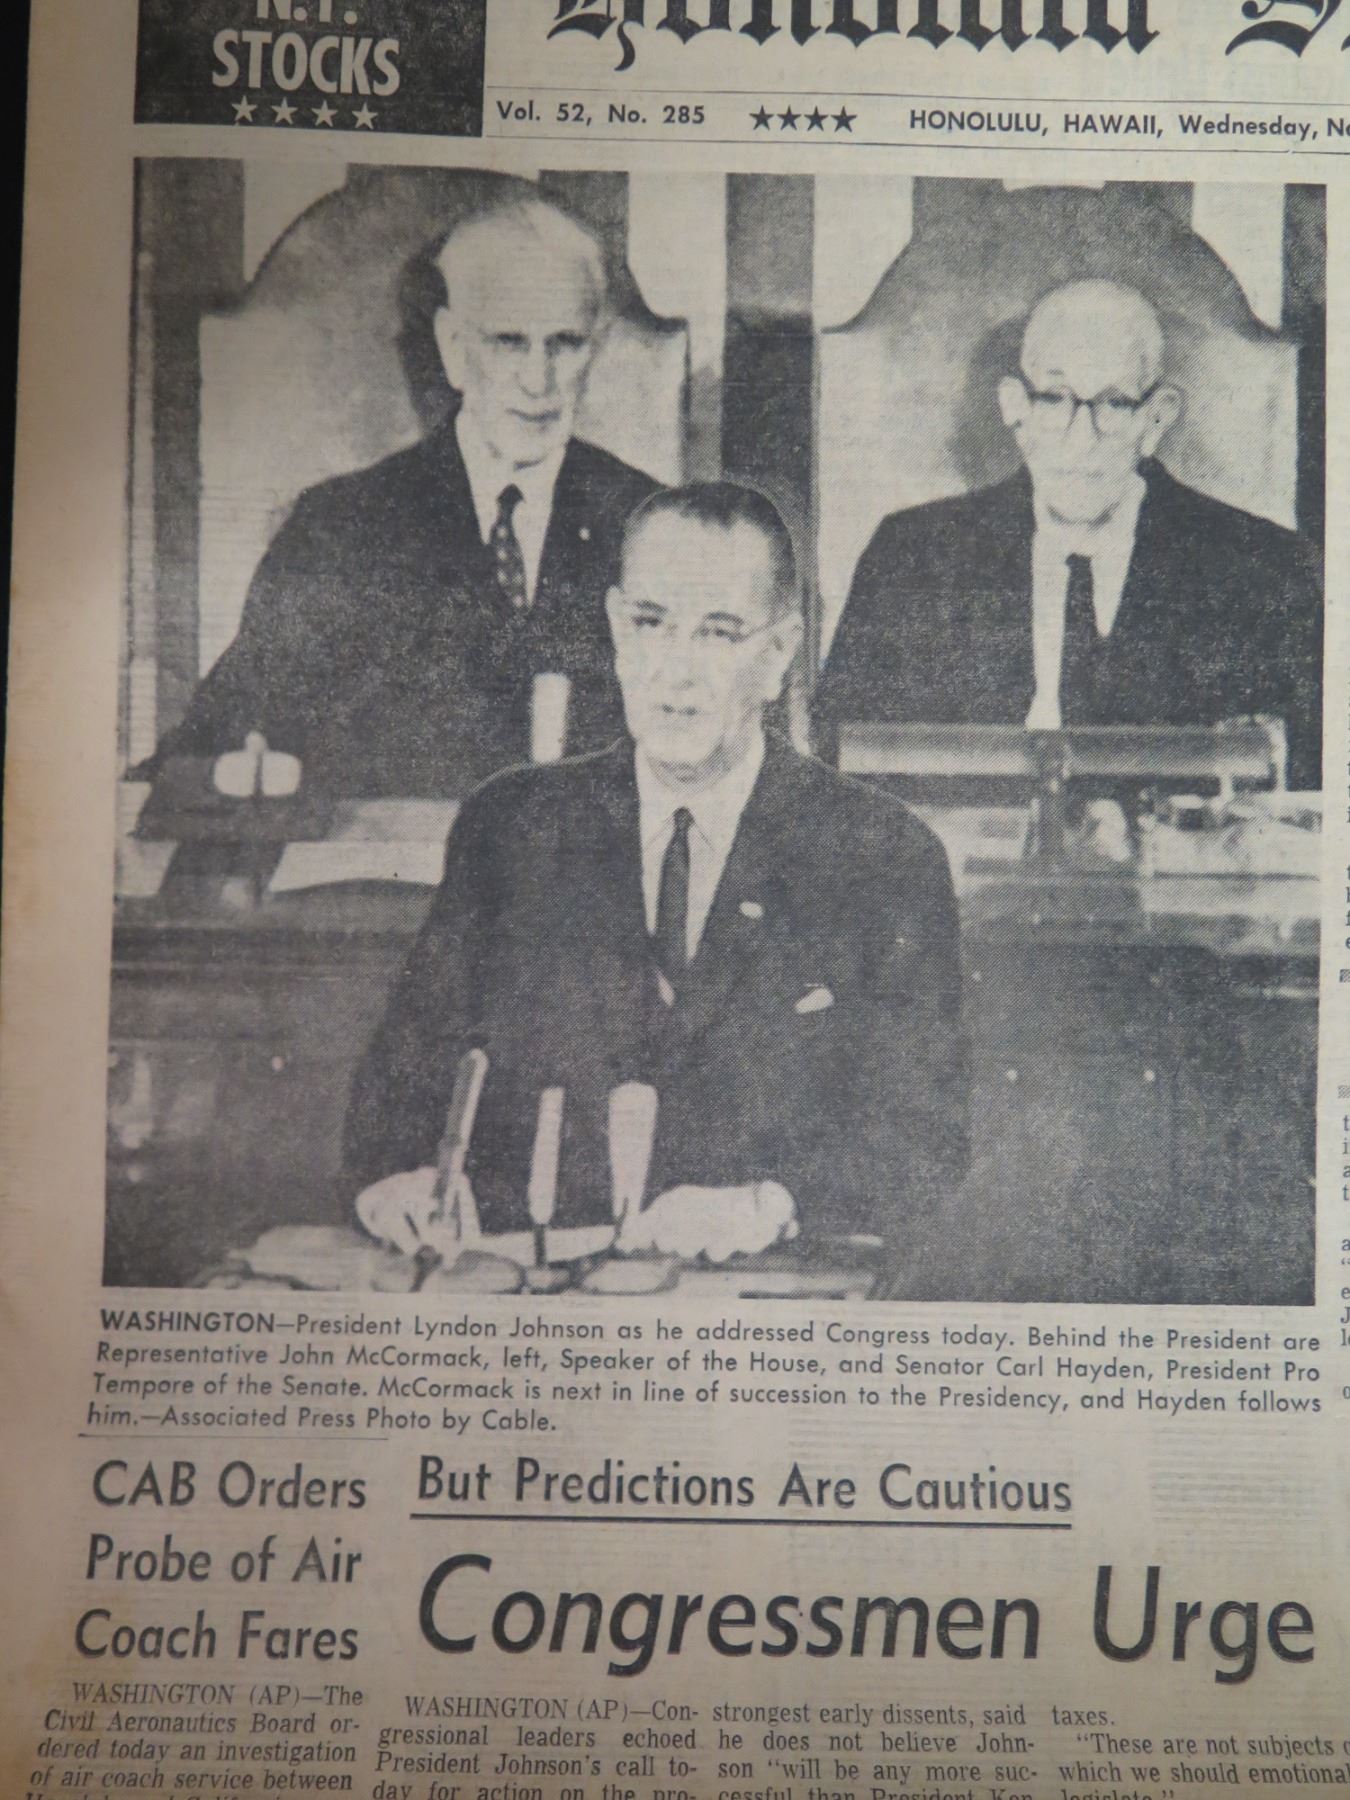 N.Y.
STOCKS
★ ★ ★ ★
Honolulu
Vol. 52, No. 285 ★★★★ HONOLULU, HAWAII, Wednesday,
WASHINGTON—President Lyndon Johnson as he addressed Congress today. Behind the President are
Representative John McCormack, left, Speaker of the House, and Senator Carl Hayden, President Pro
Tempore of the Senate. McCormack is next in line of succession to the Presidency, and Hayden follows
him.—Associated Press Photo by Cable.
CAB Orders
Probe of Air
Coach Fares
WASHINGTON (AP)—The
Civil Aeronautics Board or-
dered today an investigation
of air coach service between
But Predictions Are Cautious
Congressmen Urge
WASHINGTON (AP)—Con-
gressional leaders echoed
President Johnson's call to-
day for action on the pro-
strongest early dissents, said
he does not believe John-
son "will be any more suc-
cessful than President Ken
taxes.
"These are not subjects
which we should emotional
legislate."